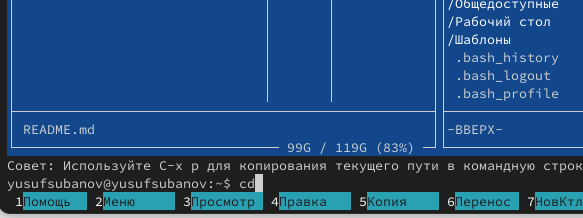 /Общедоступные
/Рабочий стол
/Шаблоны
.bash_history
.bash_logout
.bash_profile
README.md
-ВВЕРХ-
99G / 119G (83%)
Совет: Используйте C-x p для копирования текущего пути в командную строк
yusufsubanov@yusufsubanov:~$ cd
1Помощь 2Меню 3Просмотр 4Правка 5Копия 6Перенос 7НовКтл